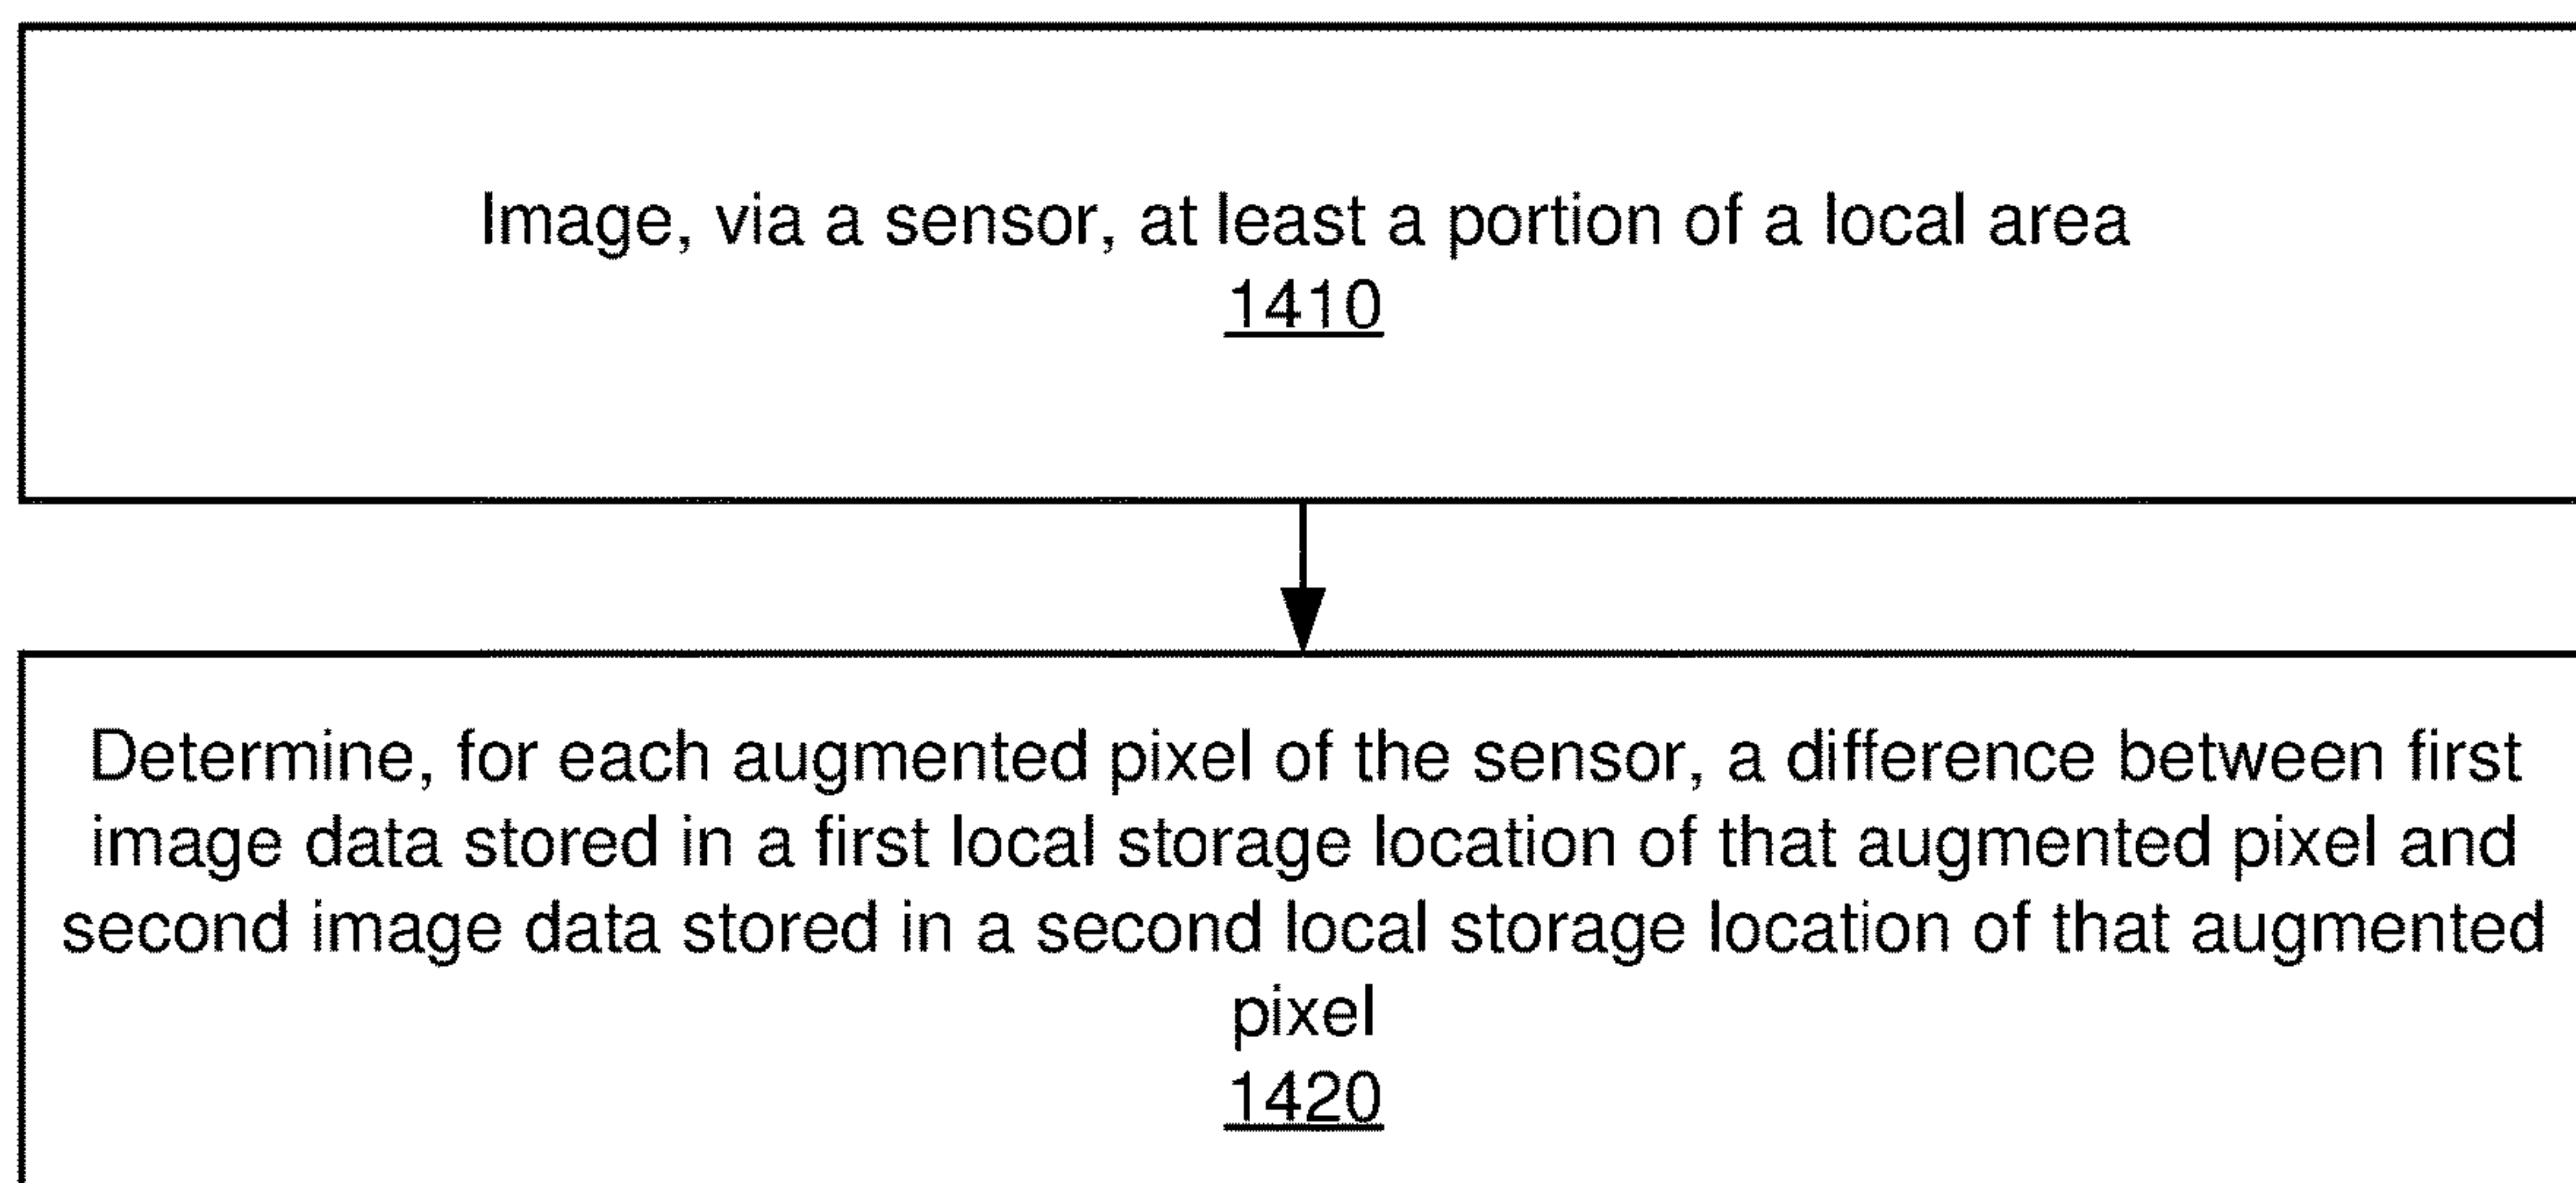 Image, via a sensor, at least a portion of a local area
1410
Determine, for each augmented pixel of the sensor, a difference between first
image data stored in a first local storage location of that augmented pixel and
second image data stored in a second local storage location of that augmented
pixel
1420